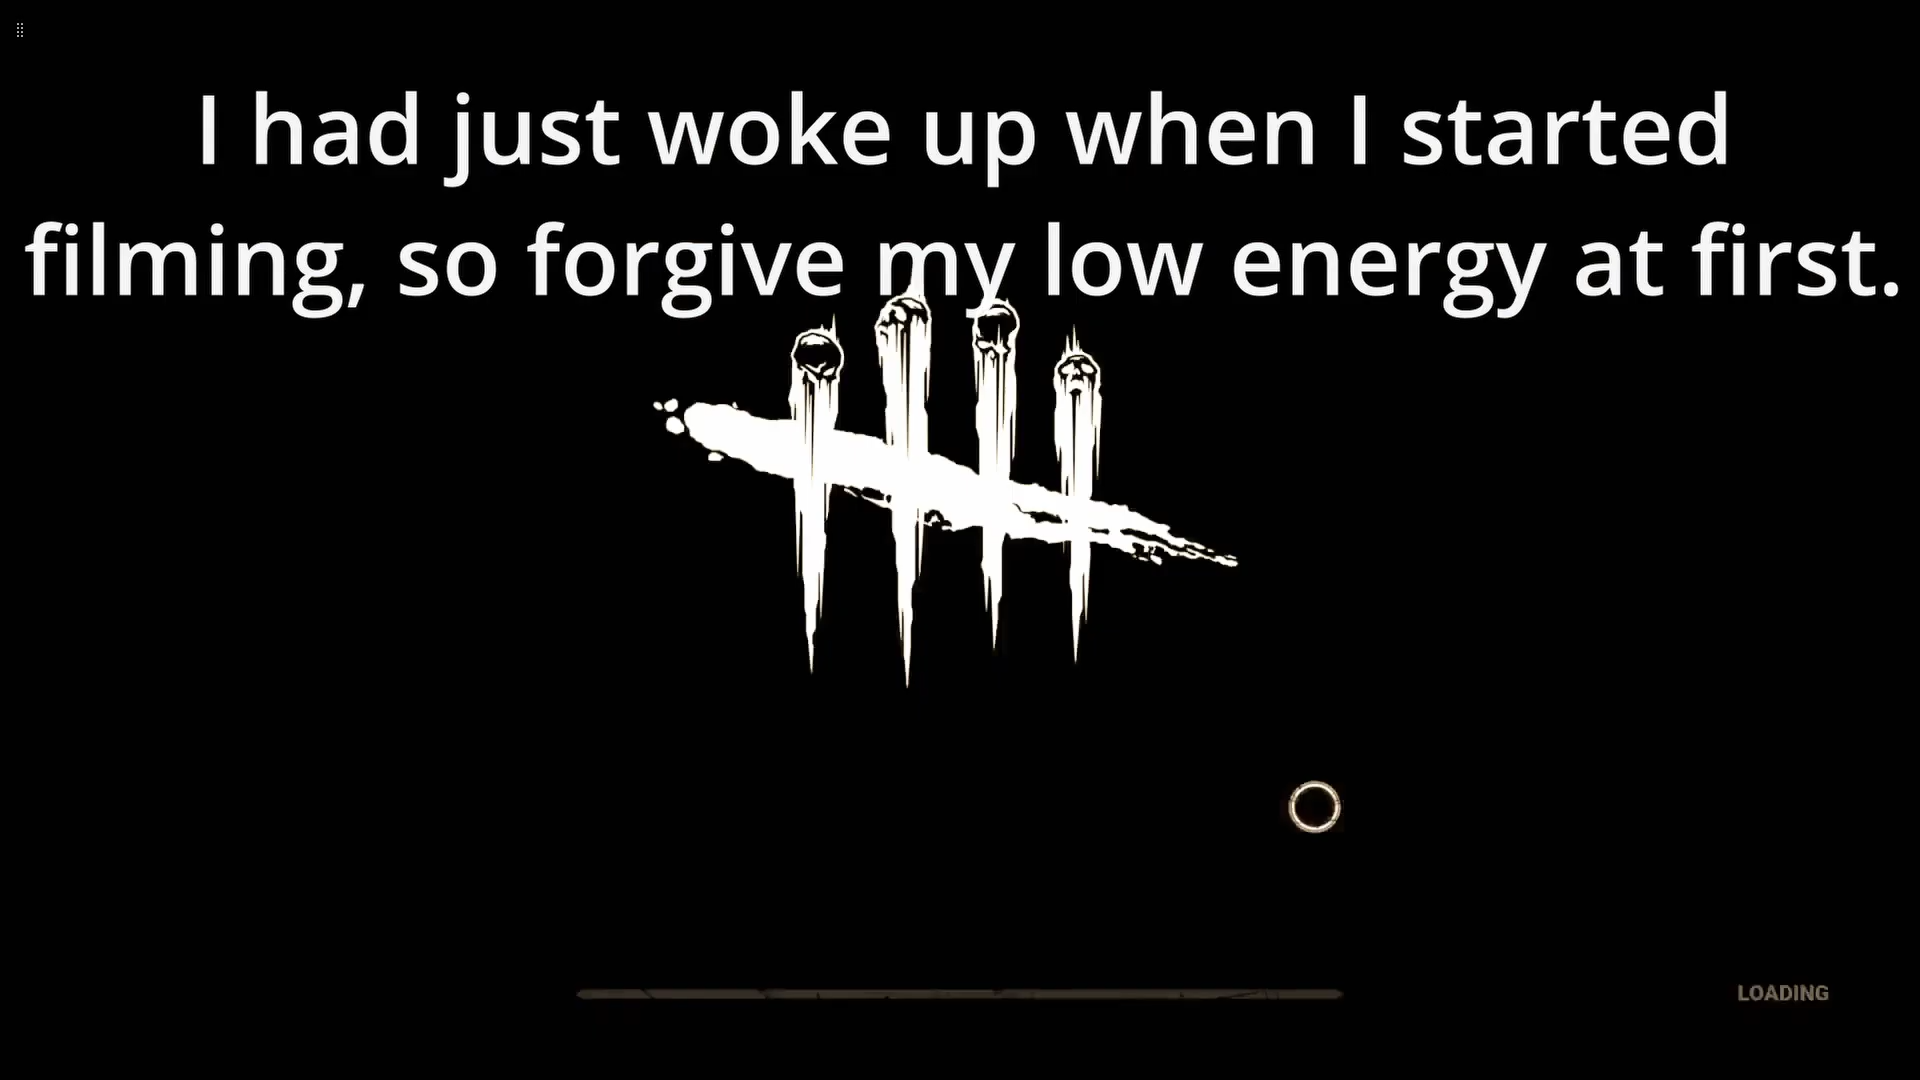 I had just woke up when I started
filming, so forgive my low energy at first.
LOADING